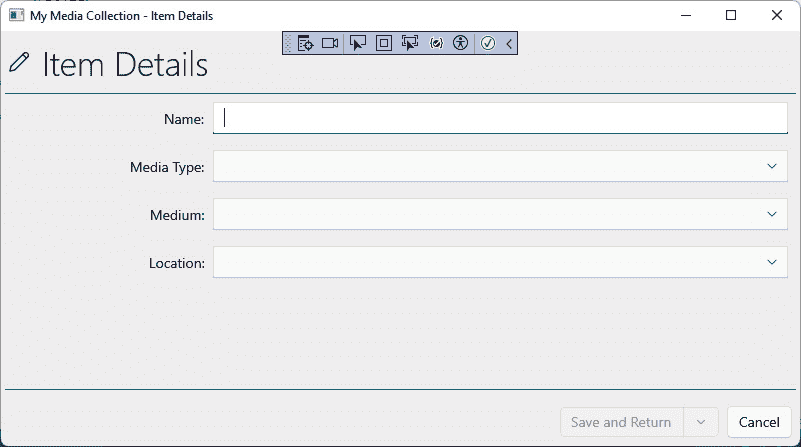 My Media Collection - Item Details
Item Details
Name:
Media Type:
Medium:
Location:
Save and Return
Cancel